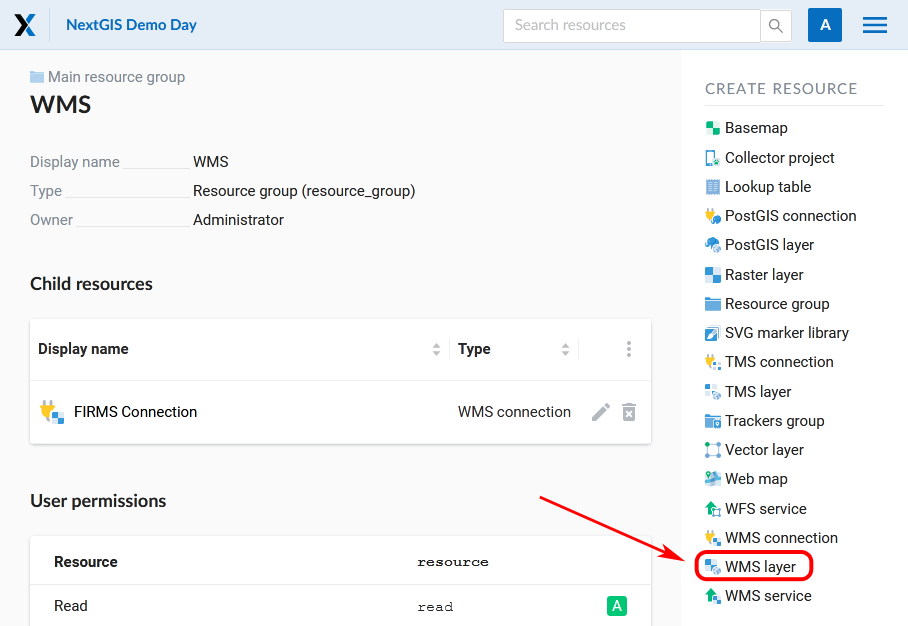 NextGIS Demo Day
Search resources
A
Main resource group
WMS
Display name WMS
Type Resource group (resource_group)
Owner Administrator
Child resources
Display name Type
FIRMS Connection WMS connection
User permissions
Resource resource
Read read A
CREATE RESOURCE
Basemap
Collector project
Lookup table
PostGIS connection
PostGIS layer
Raster layer
Resource group
SVG marker library
TMS connection
TMS layer
Trackers group
Vector layer
Web map
WFS service
WMS connection
WMS layer
WMS service